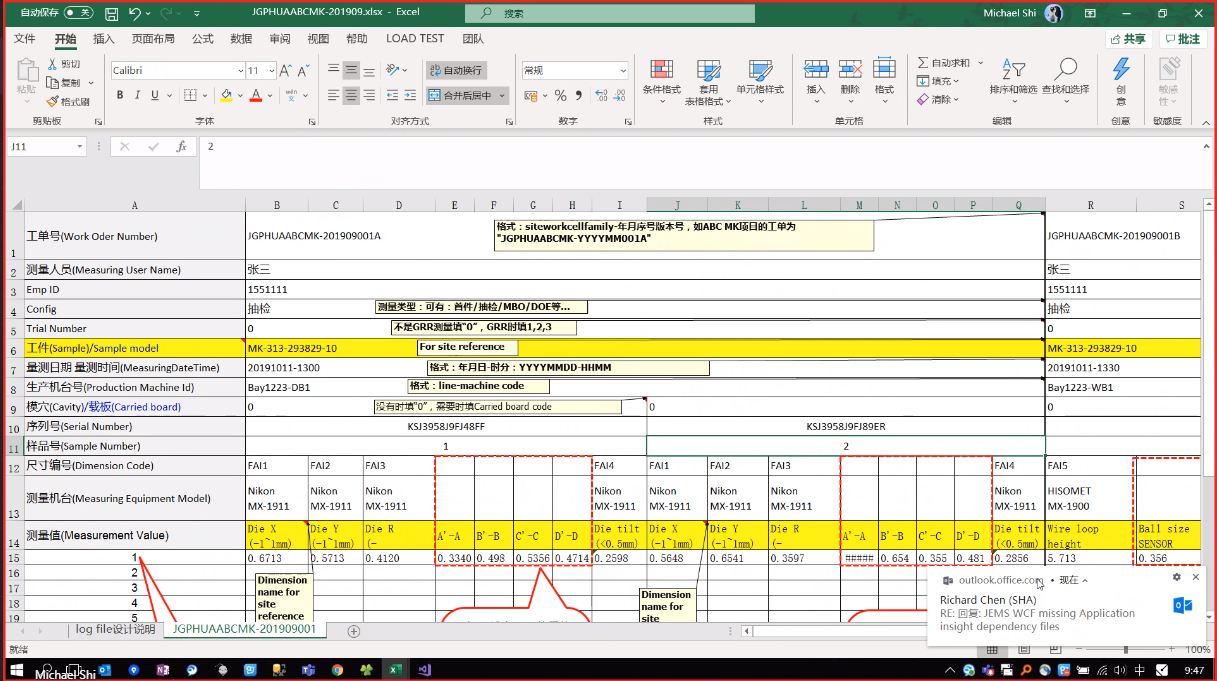 自动保存 关 JGPHUAABCMK-201909.xlsx - Excel 搜索 Michael Shi
文件 开始 插入 页面布局 公式 数据 审阅 视图 帮助 LOAD TEST 团队 共享 批注
粘贴 剪切 复制 格式刷 剪贴板
Calibri 11 B I U A 字体
自动换行 合并后居中 对齐方式
常规 % 数字
条件格式 套用表格格式 单元格样式 样式
插入 删除 格式 单元格
自动求和 填充 清除 排序和筛选 查找和选择 编辑
创意 创意 敏感性 敏感度
J11 fx 2
A B C D E F G H I J K L M N O P Q R S
1 工单号(Work Oder Number) JGPHUAABCMK-201909001A JGPHUAABCMK-201909001B
格式：siteworkcellfamily-年月序号版本号，如ABC MK项目的工单为
"JGPHUAABCMK-YYYYMM001A"
2 测量人员(Measuring User Name) 张三 张三
3 Emp ID 1551111 1551111
4 Config 抽检 测量类型：可有：首件/抽检/MBO/DOE等... 抽检
5 Trial Number 0 不是GRR测量填"0"，GRR时填1,2,3 0
6 工件(Sample)/Sample model MK-313-293829-10 For site reference MK-313-293829-10
7 量测日期 量测时间(MeasuringDateTime) 20191011-1300 格式：年月日-时分：YYYYMMDD-HHMM 20191011-1330
8 生产机台号(Production Machine Id) Bay1223-DB1 格式：line-machine code Bay1223-WB1
9 模穴(Cavity)/载板(Carried board) 0 没有时填"0"，需要时填Carried board code 0 0
10 序列号(Serial Number) KSJ3958J9FJ48FF KSJ3958J9FJ89ER
11 样品号(Sample Number) 1 2
12 尺寸编号(Dimension Code) FAI1 FAI2 FAI3 FAI4 FAI1 FAI2 FAI3 FAI4 FAI5
13 测量机台(Measuring Equipment Model) Nikon MX-1911 Nikon MX-1911 Nikon MX-1911 Nikon MX-1911 Nikon MX-1911 Nikon MX-1911 Nikon MX-1911 Nikon MX-1911 HISOMET MX-1900
14 测量值(Measurement Value) Die X (-1~1mm) Die Y (-1~1mm) Die R (- A'-A B'-B C'-C D'-D Die tilt (<0.5mm) Die X (-1~1mm) Die Y (-1~1mm) Die R (- A'-A B'-B C'-C D'-D Die tilt (<0.5mm) Wire loop height Ball size SENSOR
15 1 0.6713 0.5713 0.4120 0.3340 0.498 0.5356 0.4714 0.2598 0.5648 0.6541 0.3597 ##### 0.654 0.355 0.481 0.2856 5.713 0.356
16 2
17 3
18 4
19 5
Dimension name for site reference
Dimension name for site
outlook.office.com • 现在
Richard Chen (SHA)
RE: 回复: JEMS WCF missing Application
insight dependency files
log file设计说明 JGPHUAABCMK-201909001
就绪 100%
Michael Shi
中 9:47